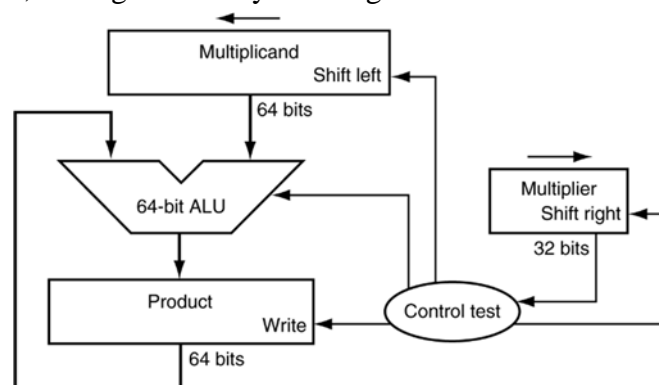 Multiplicand
Shift left
64 bits
64-bit ALU
Multiplier
Shift right
32 bits
Product
Write
Control test
64 bits